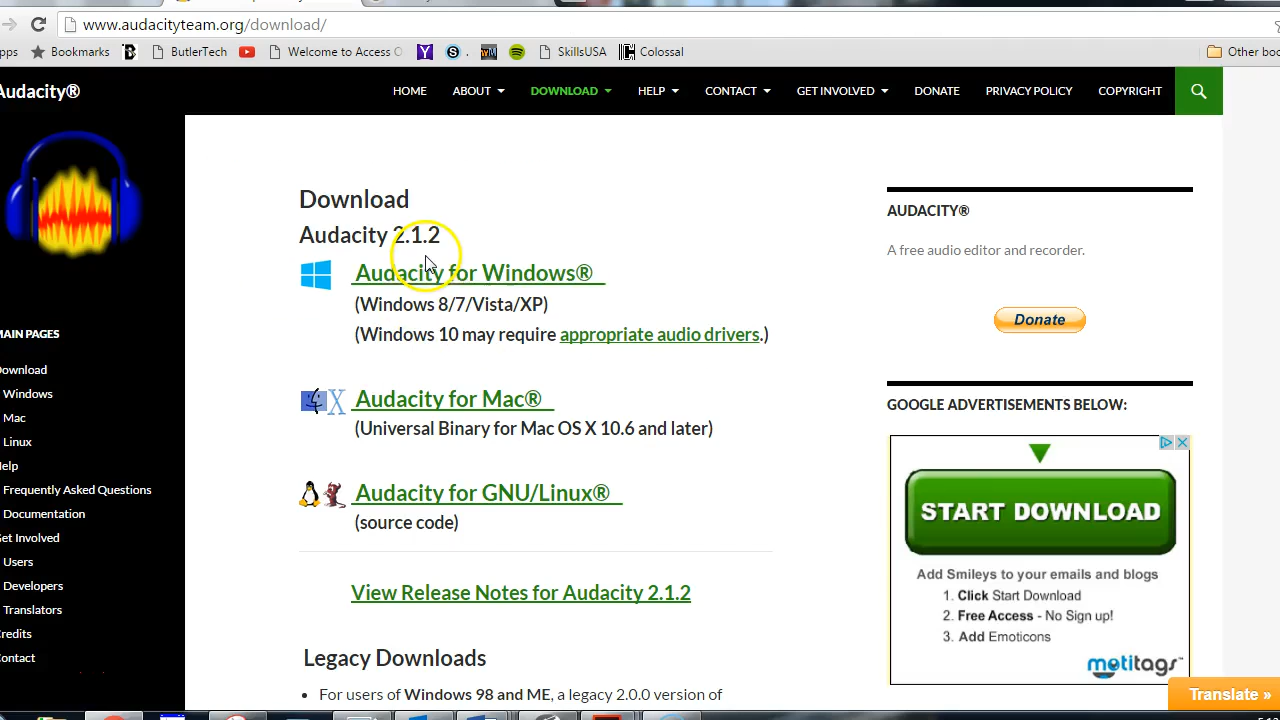 www.audacityteam.org/download/
pps Bookmarks ButlerTech Welcome to Access O SkillsUSA Colossal Other boo
Audacity® HOME ABOUT DOWNLOAD HELP CONTACT GET INVOLVED DONATE PRIVACY POLICY COPYRIGHT
MAIN PAGES
ownload
Windows
Mac
Linux
elp
Frequently Asked Questions
Documentation
et Involved
Users
Developers
Translators
redits
ontact
Download
Audacity 2.1.2
Audacity for Windows®
(Windows 8/7/Vista/XP)
(Windows 10 may require appropriate audio drivers.)
Audacity for Mac®
(Universal Binary for Mac OS X 10.6 and later)
Audacity for GNU/Linux®
(source code)
View Release Notes for Audacity 2.1.2
Legacy Downloads
• For users of Windows 98 and ME, a legacy 2.0.0 version of
AUDACITY®
A free audio editor and recorder.
Donate
GOOGLE ADVERTISEMENTS BELOW:
START DOWNLOAD
Add Smileys to your emails and blogs
1. Click Start Download
2. Free Access - No Sign up!
3. Add Emoticons
motitags™
Translate »